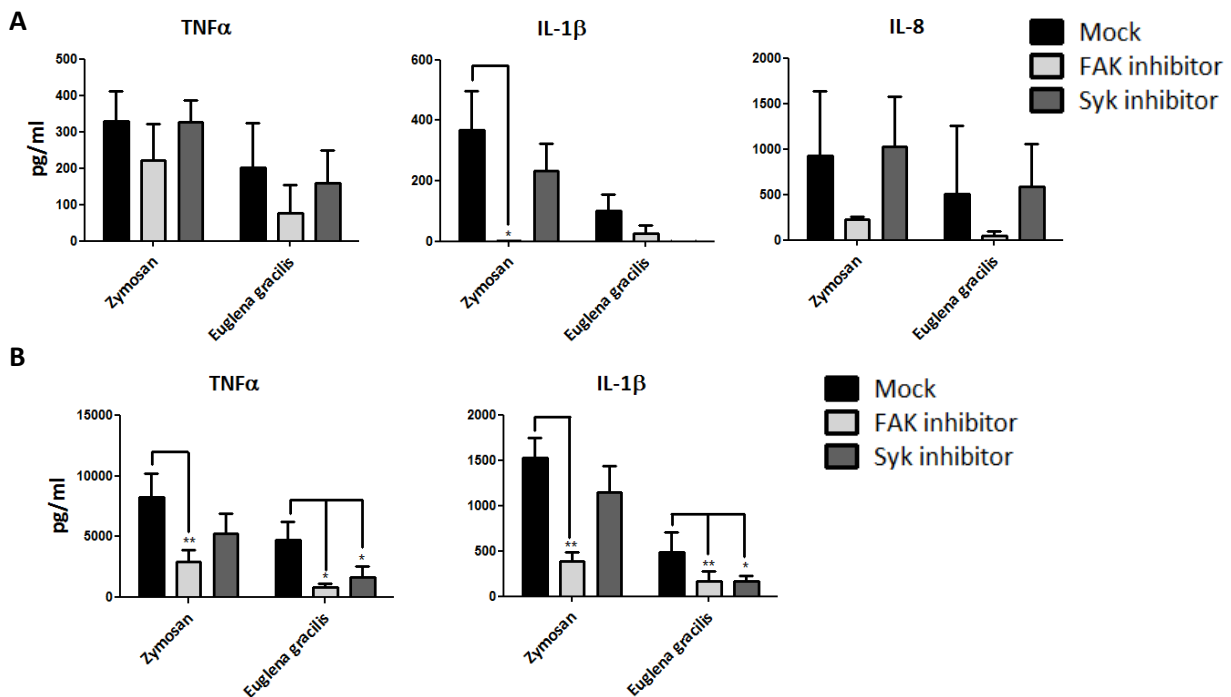 A
TNFα
IL-1β
IL-8
Mock
FAK inhibitor
Syk inhibitor
pg/ml
500
400
300
200
100
0
Zymosan
Euglena gracilis
600
400
200
0
*
Zymosan
Euglena gracilis
2000
1500
1000
500
0
Zymosan
Euglena gracilis
B
TNFα
IL-1β
Mock
FAK inhibitor
Syk inhibitor
pg/ml
15000
10000
5000
0
**
*
*
Zymosan
Euglena gracilis
2000
1500
1000
500
0
**
**
*
Zymosan
Euglena gracilis